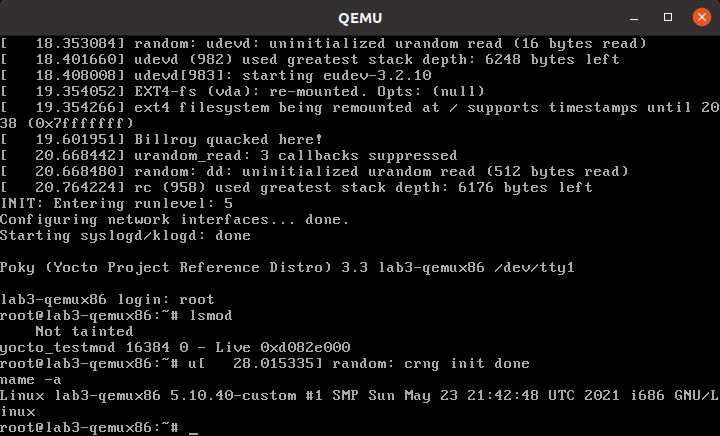 QEMU
[   18.353084] random: udevd: uninitialized urandom read (16 bytes read)
[   18.401660] udevd (982) used greatest stack depth: 6248 bytes left
[   18.408008] udevd[983]: starting eudev-3.2.10
[   19.354052] EXT4-fs (vda): re-mounted. Opts: (null)
[   19.354266] ext4 filesystem being remounted at / supports timestamps until 20
38 (0x7fffffff)
[   19.601951] Billroy quacked here!
[   20.668442] urandom_read: 3 callbacks suppressed
[   20.668480] random: dd: uninitialized urandom read (512 bytes read)
[   20.764224] rc (958) used greatest stack depth: 6176 bytes left
INIT: Entering runlevel: 5
Configuring network interfaces... done.
Starting syslogd/klogd: done
Poky (Yocto Project Reference Distro) 3.3 lab3-qemux86 /dev/tty1
lab3-qemux86 login: root
root@lab3-qemux86:~# lsmod
    Not tainted
yocto_testmod 16384 0 - Live 0xd082e000
root@lab3-qemux86:~# u[   28.015335] random: crng init done
name -a
Linux lab3-qemux86 5.10.40-custom #1 SMP Sun May 23 21:42:48 UTC 2021 i686 GNU/L
inux
root@lab3-qemux86:~# _